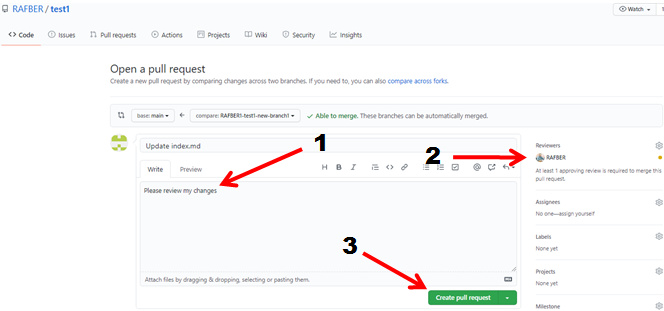 RAFBER / test1
Watch
1
Code
Issues
Pull requests
Actions
Projects
Wiki
Security
Insights
Open a pull request
Create a new pull request by comparing changes across two branches. If you need to, you can also compare across forks.
base: main
compare: RAFBER1-test1-new-branch1
Able to merge. These branches can be automatically merged.
Update index.md
1
Write
Preview
H B I
Please review my changes
Attach files by dragging & dropping, selecting or pasting them.
3
Create pull request
2
Reviewers
RAFBER
At least 1 approving review is required to merge this
pull request.
Assignees
No one—assign yourself
Labels
None yet
Projects
None yet
Milestone